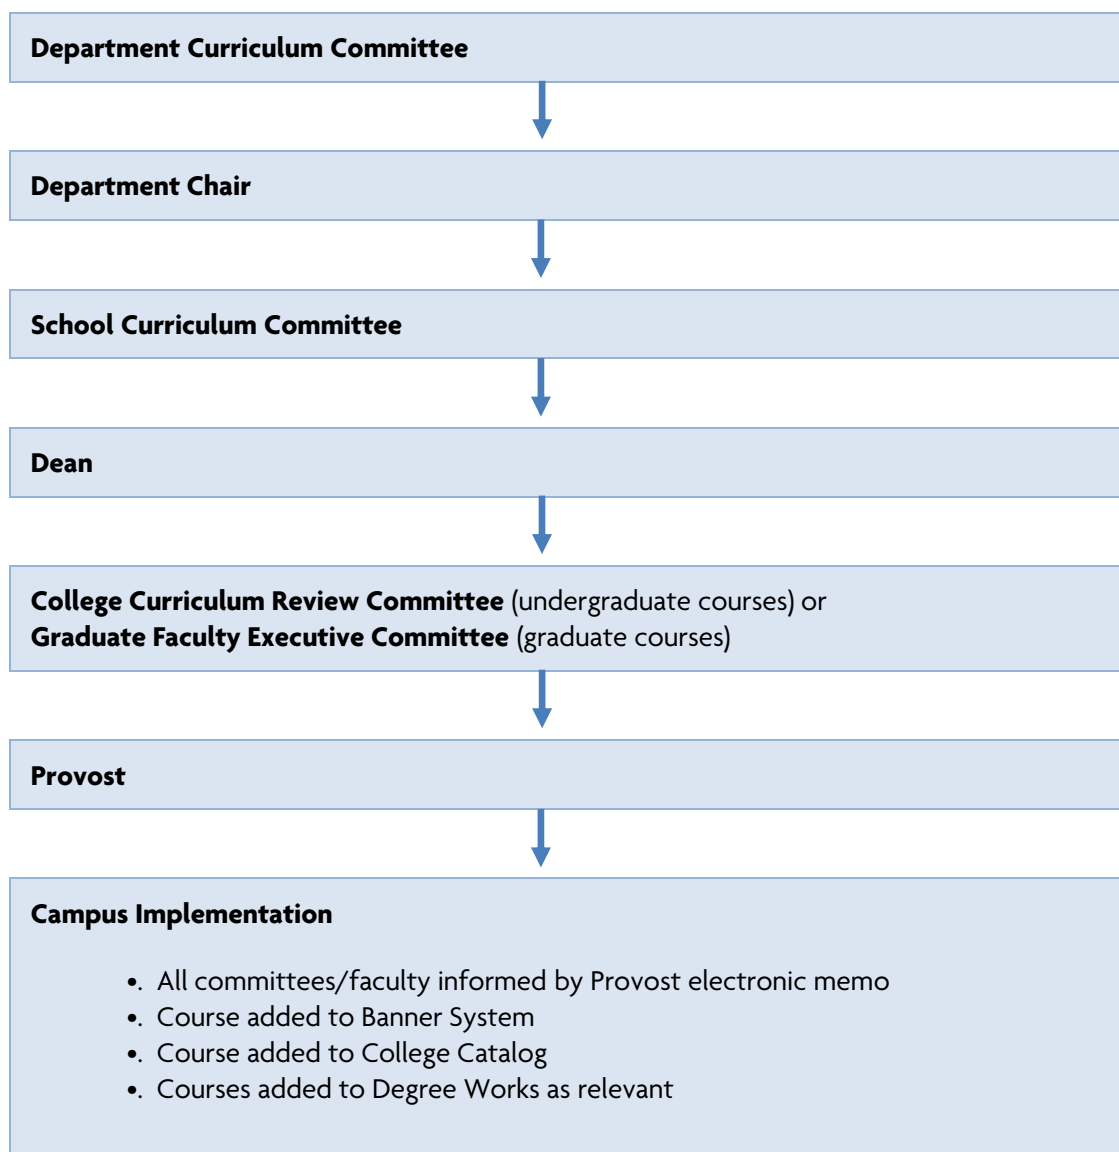 Department Curriculum Committee
Department Chair
School Curriculum Committee
Dean
College Curriculum Review Committee (undergraduate courses) or
Graduate Faculty Executive Committee (graduate courses)
Provost
Campus Implementation
•. All committees/faculty informed by Provost electronic memo
•. Course added to Banner System
•. Course added to College Catalog
•. Courses added to Degree Works as relevant